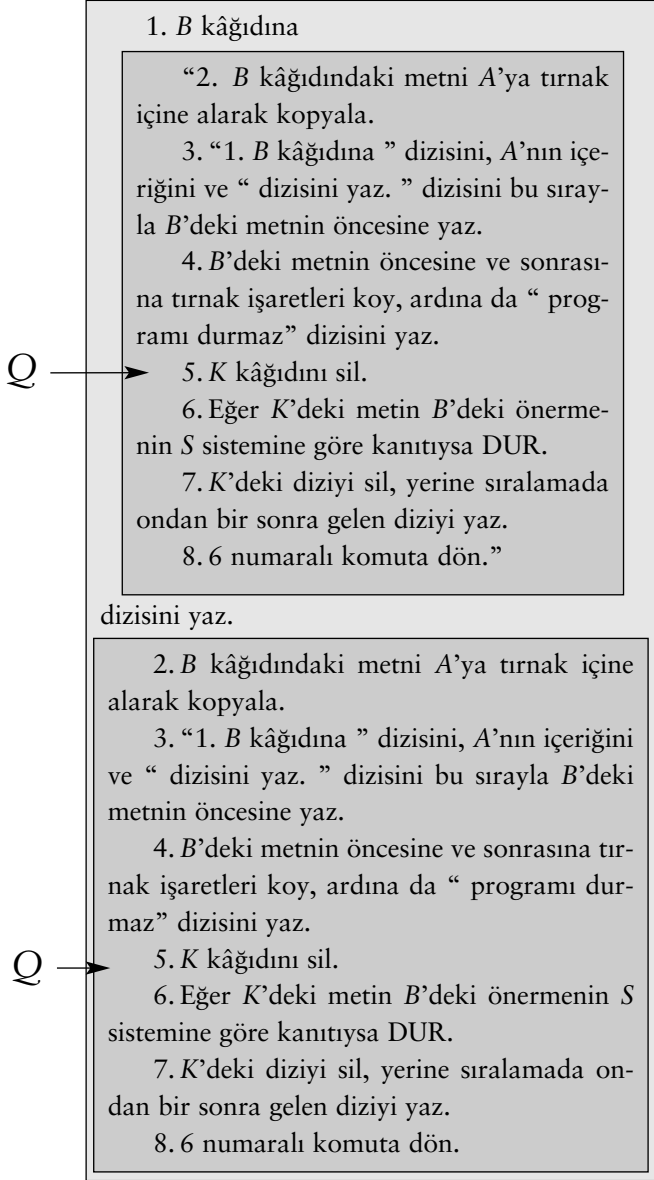 1. B kâğıdına
“2. B kâğıdındaki metni A’ya tırnak
içine alarak kopyala.
3. “1. B kâğıdına ” dizisini, A’nın içe-
riğini ve “ dizisini yaz. ” dizisini bu sıray-
la B’deki metnin öncesine yaz.
4. B’deki metnin öncesine ve sonrası-
na tırnak işaretleri koy, ardına da “ prog-
ramı durmaz” dizisini yaz.
Q
5. K kâğıdını sil.
6. Eğer K’deki metin B’deki önerme-
nin S sistemine göre kanıtıysa DUR.
7. K’deki diziyi sil, yerine sıralamada
ondan bir sonra gelen diziyi yaz.
8. 6 numaralı komuta dön.”
dizisini yaz.
2. B kâğıdındaki metni A’ya tırnak içine
alarak kopyala.
3. “1. B kâğıdına ” dizisini, A’nın içeriğini
ve “ dizisini yaz. ” dizisini bu sırayla B’deki
metnin öncesine yaz.
4. B’deki metnin öncesine ve sonrasına tır-
nak işaretleri koy, ardına da “ programı dur-
maz” dizisini yaz.
Q
5. K kâğıdını sil.
6. Eğer K’deki metin B’deki önermenin S
sistemine göre kanıtıysa DUR.
7. K’deki diziyi sil, yerine sıralamada on-
dan bir sonra gelen diziyi yaz.
8. 6 numaralı komuta dön.